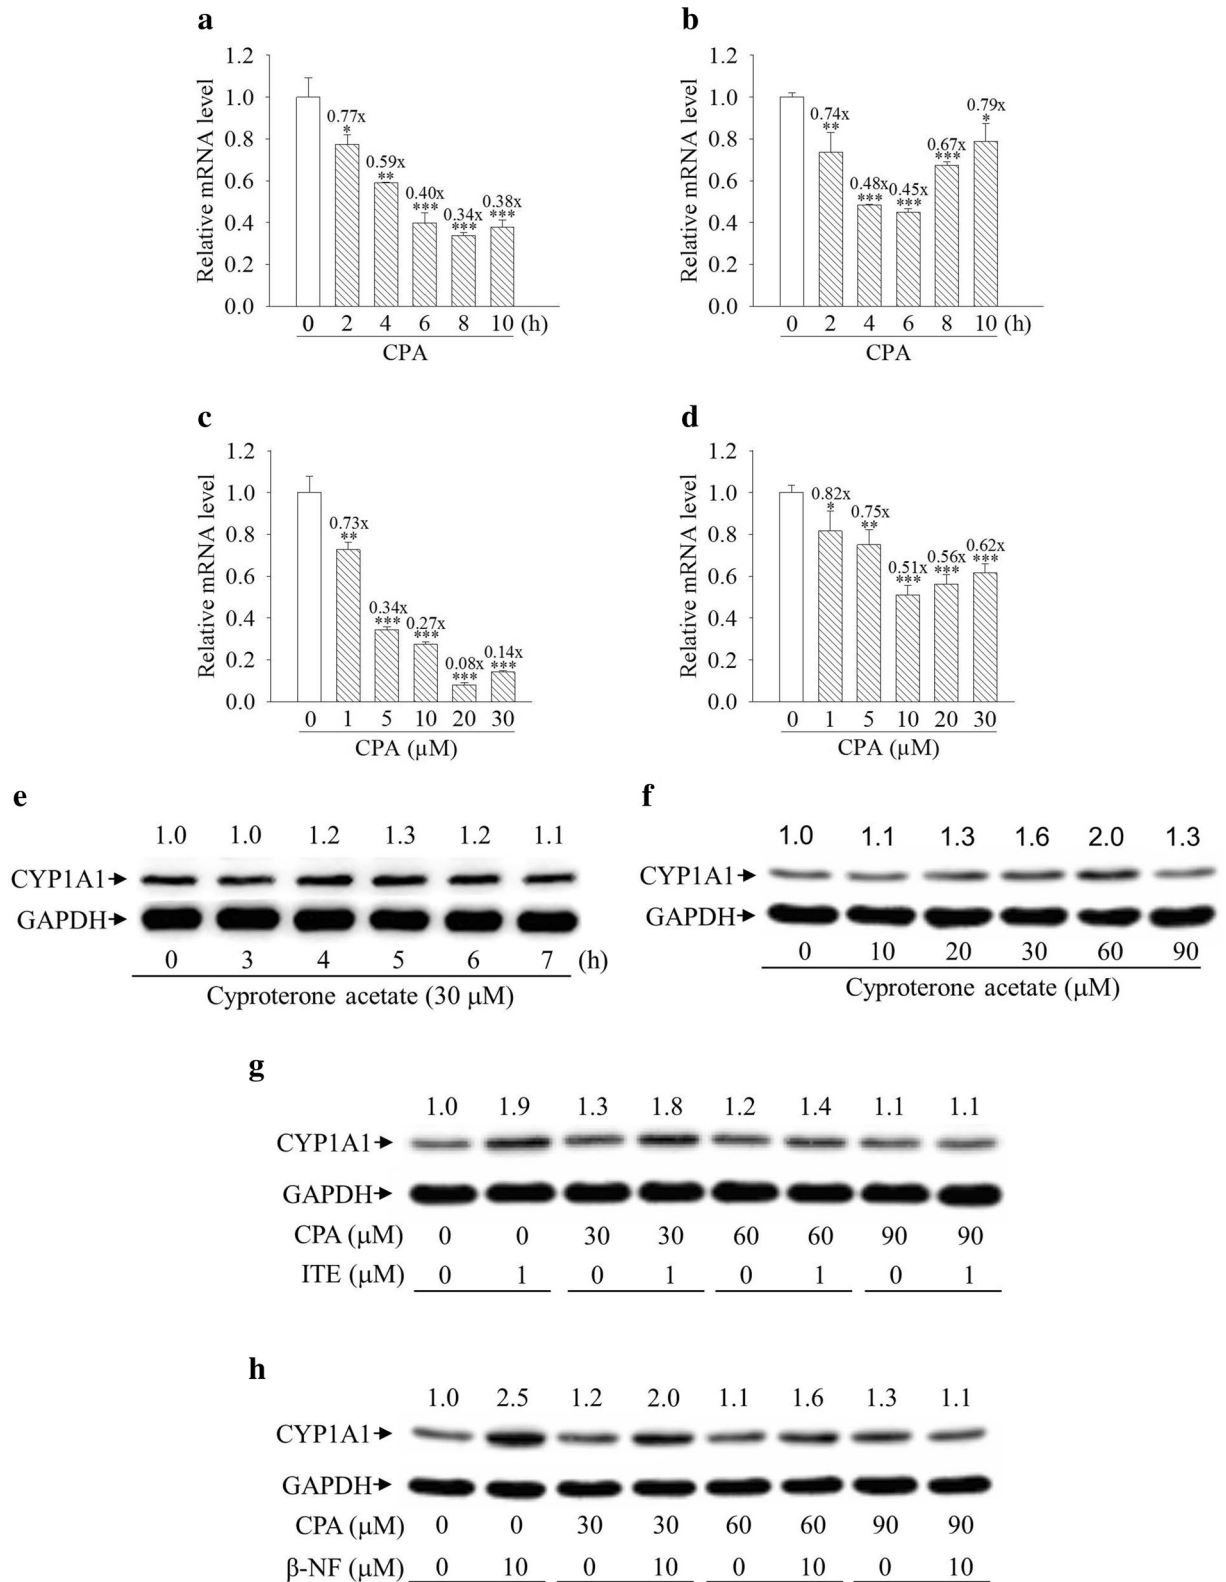 a
Relative mRNA level
1.2
1.0
0.8
0.6
0.4
0.2
0.0
0.77x
*
0.59x
**
0.40x
***
0.34x
***
0.38x
***
0 2 4 6 8 10 (h)
CPA
b
Relative mRNA level
1.2
1.0
0.8
0.6
0.4
0.2
0.0
0.74x
**
0.48x
***
0.45x
***
0.67x
***
0.79x
*
0 2 4 6 8 10 (h)
CPA
c
Relative mRNA level
1.2
1.0
0.8
0.6
0.4
0.2
0.0
0.73x
**
0.34x
***
0.27x
***
0.08x
***
0.14x
***
0 1 5 10 20 30
CPA (µM)
d
Relative mRNA level
1.2
1.0
0.8
0.6
0.4
0.2
0.0
0.82x
*
0.75x
**
0.51x
***
0.56x
***
0.62x
***
0 1 5 10 20 30
CPA (µM)
e
1.0 1.0 1.2 1.3 1.2 1.1
CYP1A1
GAPDH
0 3 4 5 6 7 (h)
Cyproterone acetate (30 µM)
f
1.0 1.1 1.3 1.6 2.0 1.3
CYP1A1
GAPDH
0 10 20 30 60 90
Cyproterone acetate (µM)
g
1.0 1.9 1.3 1.8 1.2 1.4 1.1 1.1
CYP1A1
GAPDH
CPA (µM) 0 0 30 30 60 60 90 90
ITE (µM) 0 1 0 1 0 1 0 1
h
1.0 2.5 1.2 2.0 1.1 1.6 1.3 1.1
CYP1A1
GAPDH
CPA (µM) 0 0 30 30 60 60 90 90
β-NF (µM) 0 10 0 10 0 10 0 10